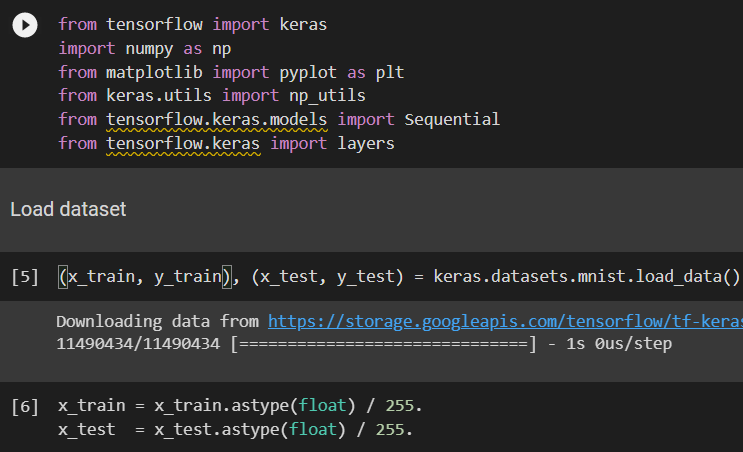 from tensorflow import keras
import numpy as np
from matplotlib import pyplot as plt
from keras.utils import np_utils
from tensorflow.keras.models import Sequential
from tensorflow.keras import layers
Load dataset
[5] (x_train, y_train), (x_test, y_test) = keras.datasets.mnist.load_data()
Downloading data from https://storage.googleapis.com/tensorflow/tf-keras
11490434/11490434 [==============================] - 1s 0us/step
[6] x_train = x_train.astype(float) / 255.
x_test  = x_test.astype(float) / 255.